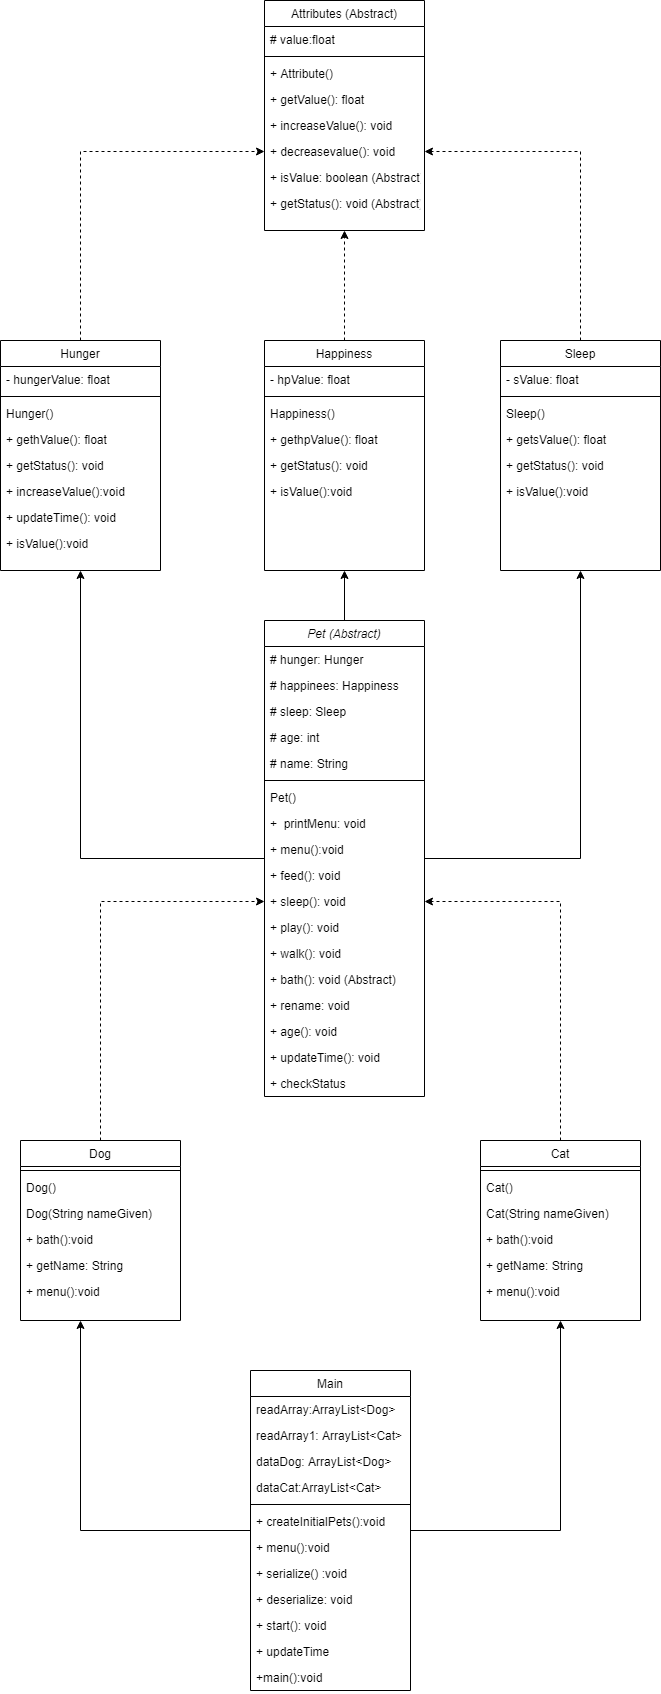 Attributes (Abstract)
# value:float
+ Attribute()
+ getValue(): float
+ increaseValue(): void
+ decreasevalue(): void
+ isValue: boolean (Abstract
+ getStatus(): void (Abstract
Hunger
- hungerValue: float
Hunger()
+ gethValue(): float
+ getStatus(): void
+ increaseValue():void
+ updateTime(): void
+ isValue():void
Happiness
- hpValue: float
Happiness()
+ gethpValue(): float
+ getStatus(): void
+ isValue():void
Sleep
- sValue: float
Sleep()
+ getsValue(): float
+ getStatus(): void
+ isValue():void
Pet (Abstract)
# hunger: Hunger
# happinees: Happiness
# sleep: Sleep
# age: int
# name: String
Pet()
+  printMenu: void
+ menu():void
+ feed(): void
+ sleep(): void
+ play(): void
+ walk(): void
+ bath(): void (Abstract)
+ rename: void
+ age(): void
+ updateTime(): void
+ checkStatus
Dog
Dog()
Dog(String nameGiven)
+ bath():void
+ getName: String
+ menu():void
Cat
Cat()
Cat(String nameGiven)
+ bath():void
+ getName: String
+ menu():void
Main
readArray:ArrayList<Dog>
readArray1: ArrayList<Cat>
dataDog: ArrayList<Dog>
dataCat:ArrayList<Cat>
+ createInitialPets():void
+ menu():void
+ serialize() :void
+ deserialize: void
+ start(): void
+ updateTime
+main():void